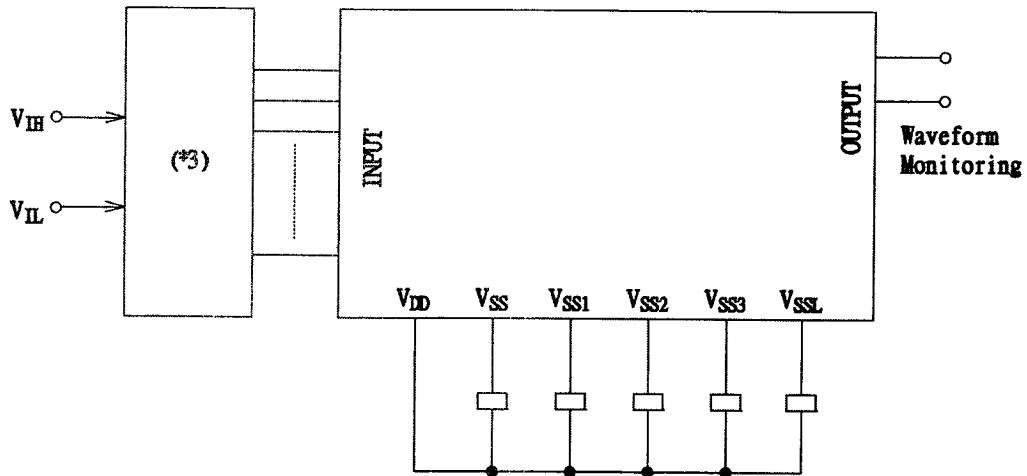 V_IH
V_IL
(*3)
INPUT
OUTPUT
Waveform
Monitoring
V_DD V_SS V_SS1 V_SS2 V_SS3 V_SSL